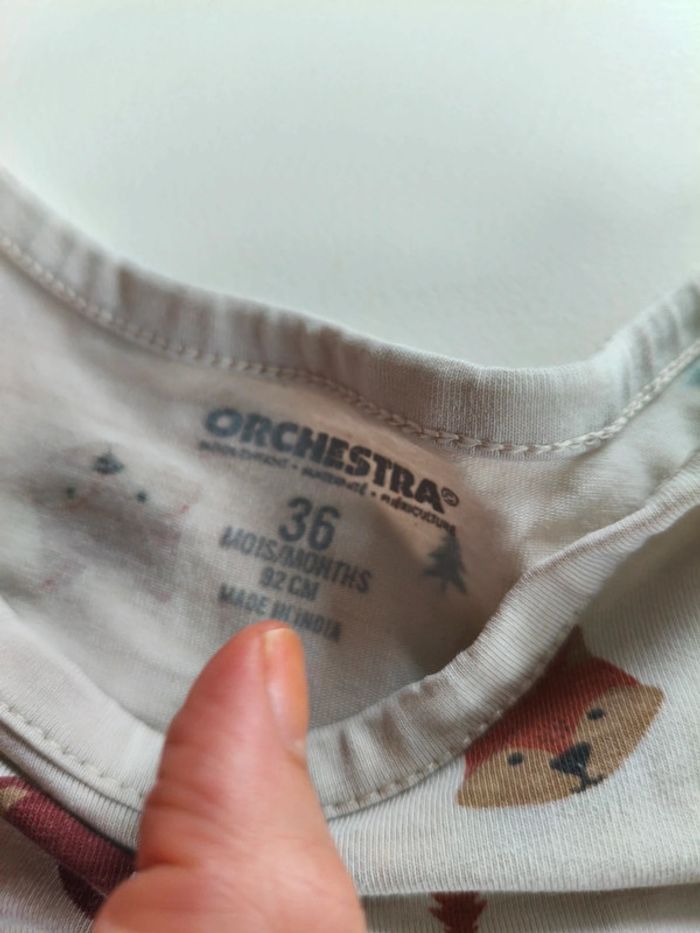 ORCHESTRA®
36
MOIS/MONTHS
92 CM
MADE IN INDIA